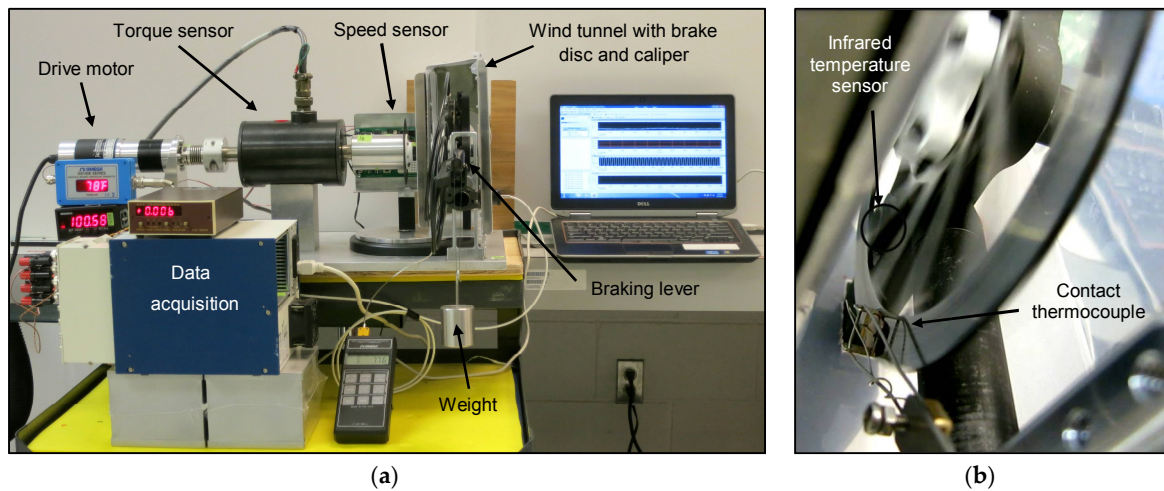 Torque sensor
Speed sensor
Wind tunnel with brake
disc and caliper
Drive motor
78F
100.58
0.006
Data
acquisition
DELL
Braking lever
Weight
(a)
Infrared
temperature
sensor
Contact
thermocouple
(b)